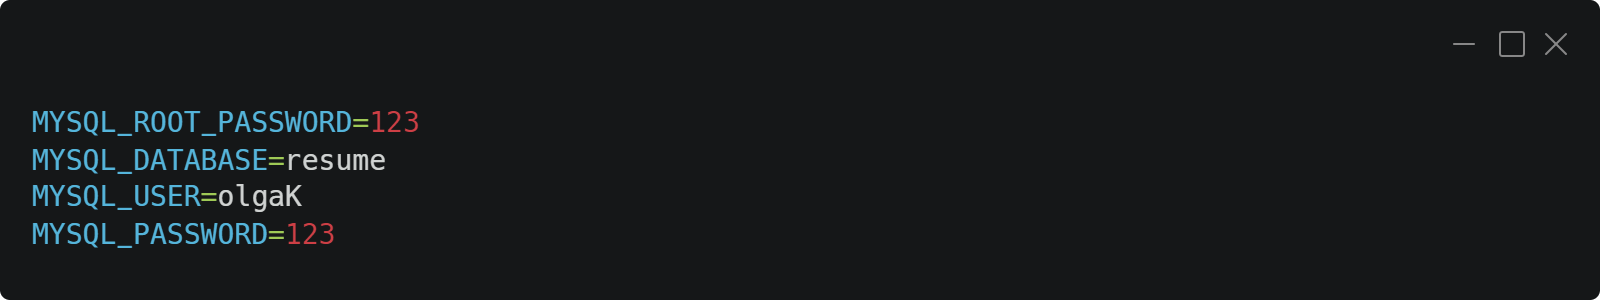 MYSQL_ROOT_PASSWORD=123
MYSQL_DATABASE=resume
MYSQL_USER=olgaK
MYSQL_PASSWORD=123